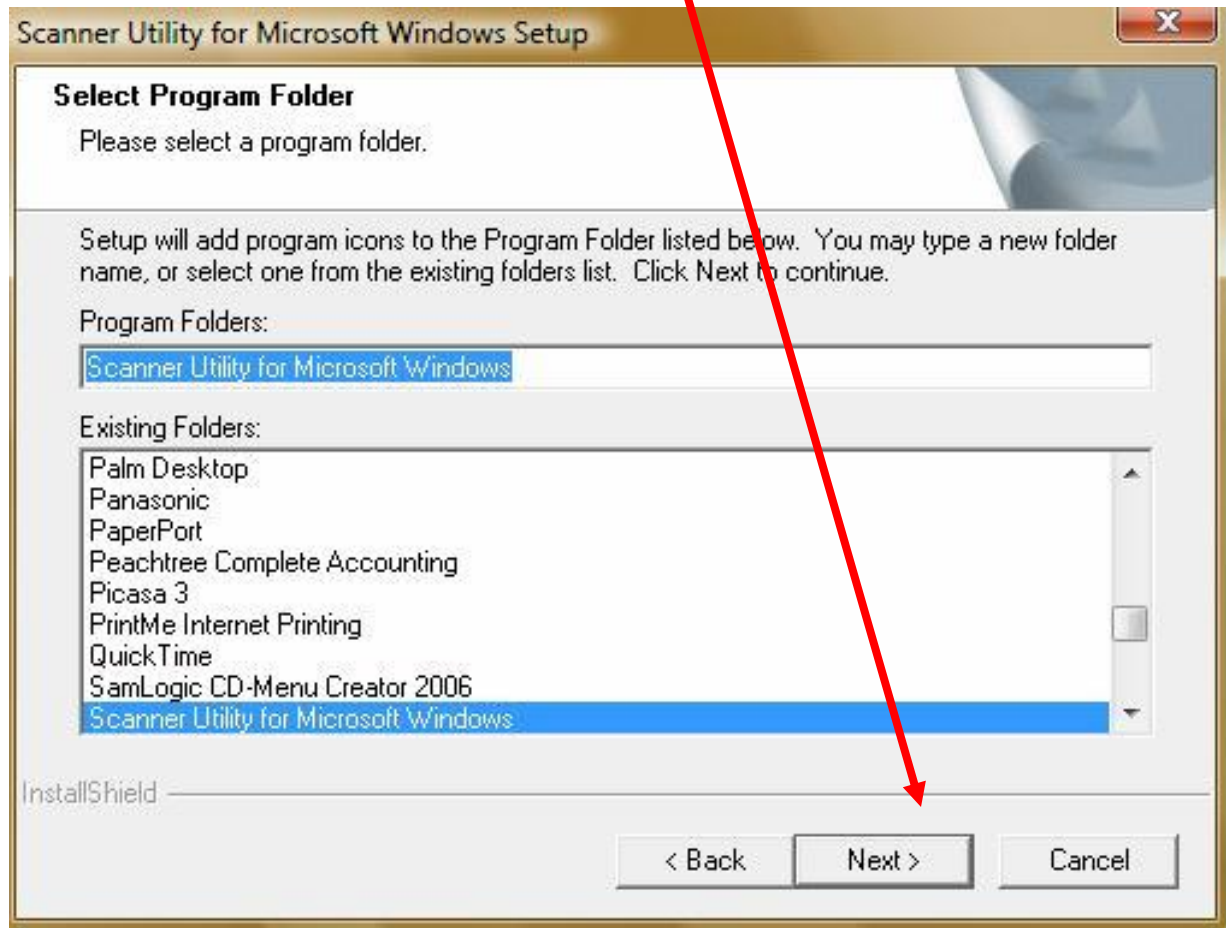 Scanner Utility for Microsoft Windows Setup
X
Select Program Folder
Please select a program folder.
Setup will add program icons to the Program Folder listed below. You may type a new folder
name, or select one from the existing folders list. Click Next to continue.
Program Folders:
Scanner Utility for Microsoft Windows
Existing Folders:
Palm Desktop
Panasonic
PaperPort
Peachtree Complete Accounting
Picasa 3
PrintMe Internet Printing
QuickTime
SamLogic CD-Menu Creator 2006
Scanner Utility for Microsoft Windows
InstallShield
< Back Next > Cancel